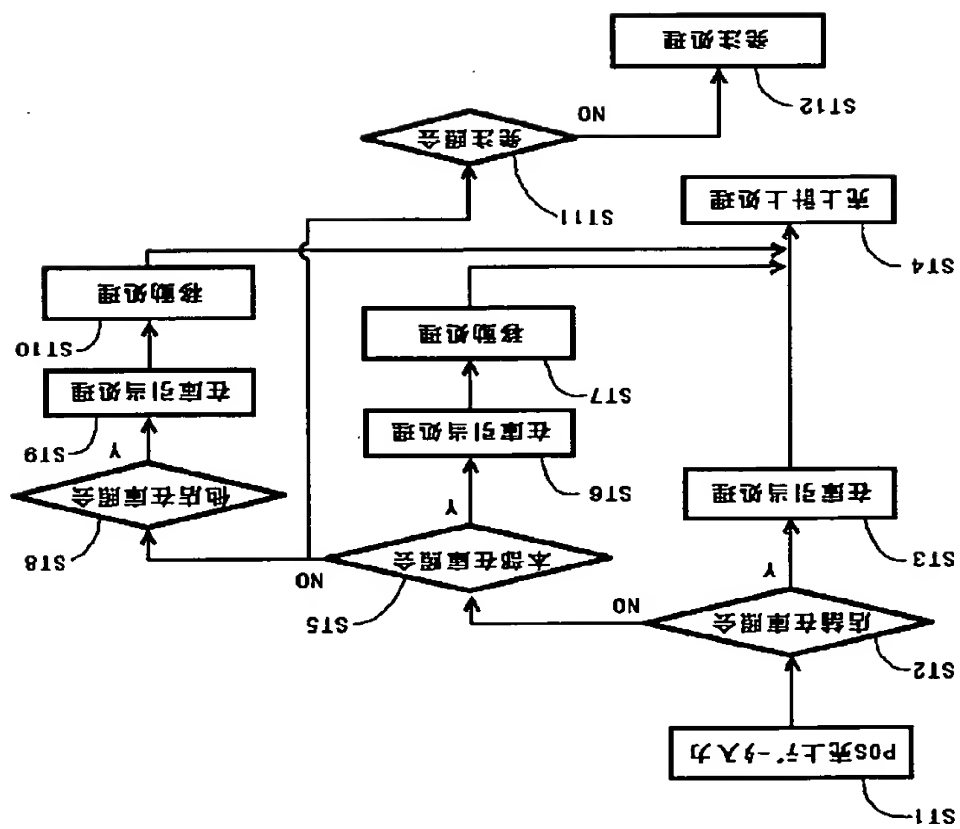 ST1
POS売上データ入力
ST2
店舗在庫照会
NO
Y
ST3
在庫引当処理
ST4
売上計上処理
ST5
本部在庫照会
NO
Y
ST6
在庫引当処理
ST7
移動処理
ST8
他店在庫照会
Y
ST9
在庫引当処理
ST10
移動処理
ST11
発注照会
NO
ST12
発注処理